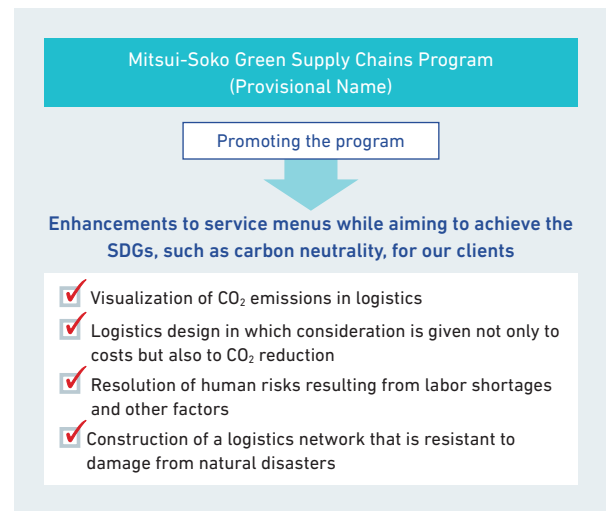 Mitsui-Soko Green Supply Chains Program
(Provisional Name)
Promoting the program
Enhancements to service menus while aiming to achieve the
SDGs, such as carbon neutrality, for our clients
Visualization of CO₂ emissions in logistics
Logistics design in which consideration is given not only to
costs but also to CO₂ reduction
Resolution of human risks resulting from labor shortages
and other factors
Construction of a logistics network that is resistant to
damage from natural disasters